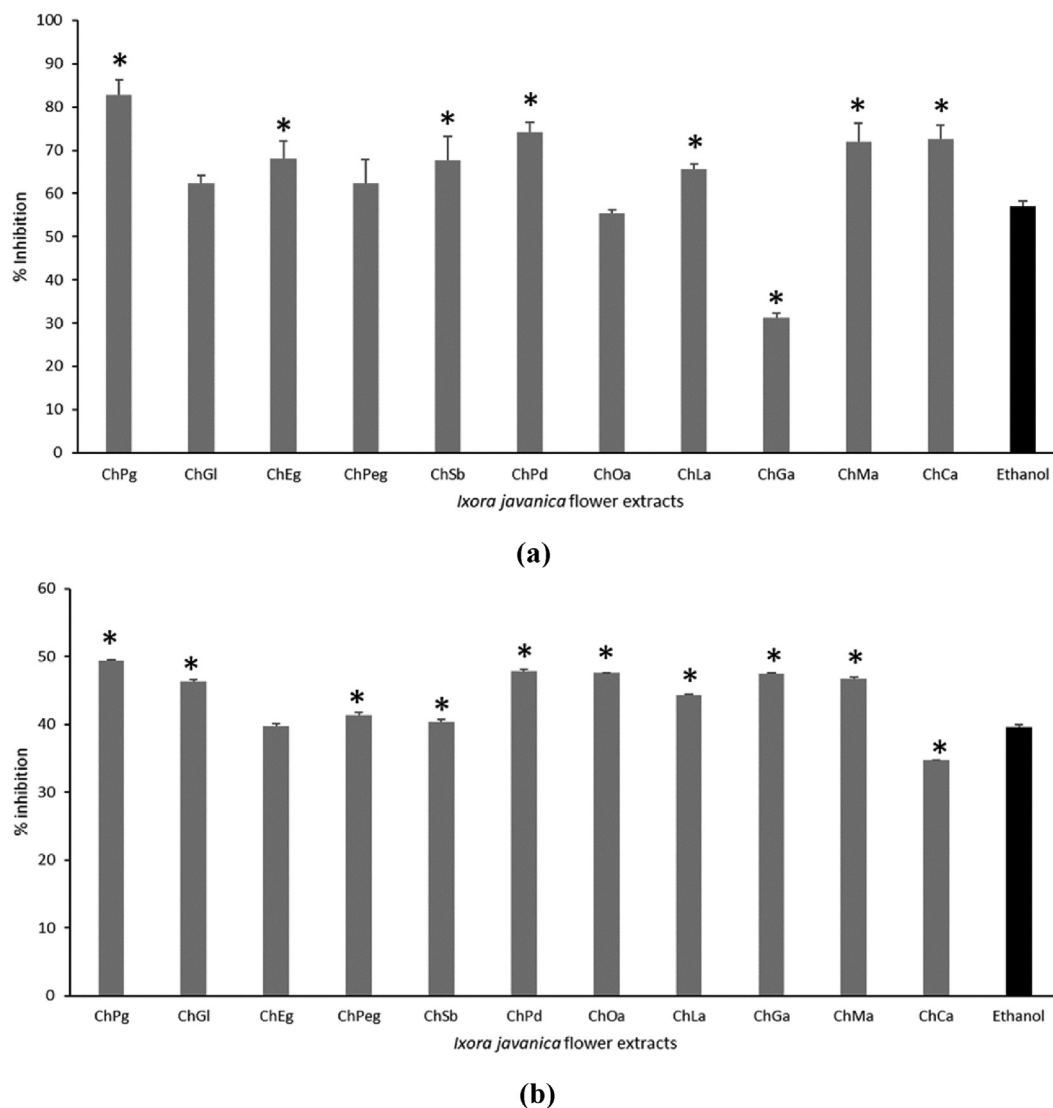 100
90
80
70
60
50
40
30
20
10
0
% Inhibition
* * * * * * * *
ChPg ChGl ChEg ChPeg ChSb ChPd ChOa ChLa ChGa ChMa ChCa Ethanol
Ixora javanica flower extracts
(a)
60
50
40
30
20
10
0
% inhibition
* * * * * * * * * *
ChPg ChGl ChEg ChPeg ChSb ChPd ChOa ChLa ChGa ChMa ChCa Ethanol
Ixora javanica flower extracts
(b)